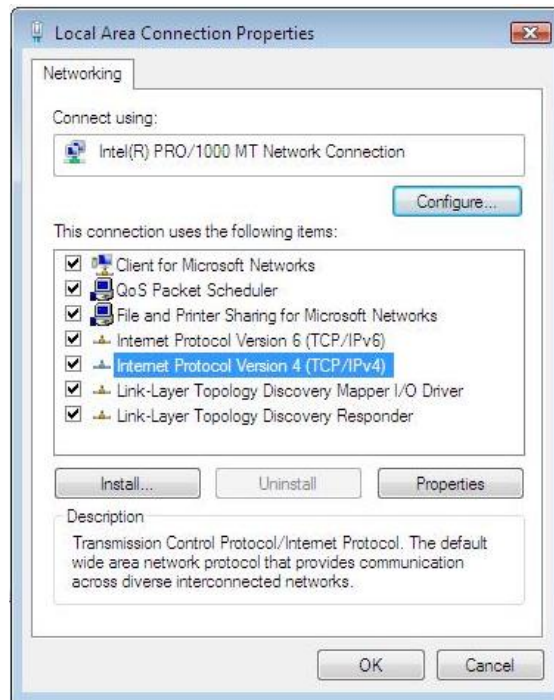 Local Area Connection Properties
Networking
Connect using:
Intel(R) PRO/1000 MT Network Connection
Configure...
This connection uses the following items:
Client for Microsoft Networks
QoS Packet Scheduler
File and Printer Sharing for Microsoft Networks
Internet Protocol Version 6 (TCP/IPv6)
Internet Protocol Version 4 (TCP/IPv4)
Link-Layer Topology Discovery Mapper I/O Driver
Link-Layer Topology Discovery Responder
Install... Uninstall Properties
Description
Transmission Control Protocol/Internet Protocol. The default
wide area network protocol that provides communication
across diverse interconnected networks.
OK Cancel